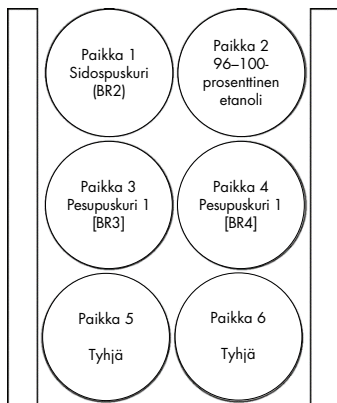 Paikka 1
Sidospuskuri
(BR2)
Paikka 2
96–100-
prosenttinen
etanoli
Paikka 3
Pesupuskuri 1
[BR3]
Paikka 4
Pesupuskuri 1
[BR4]
Paikka 5
Tyhjä
Paikka 6
Tyhjä